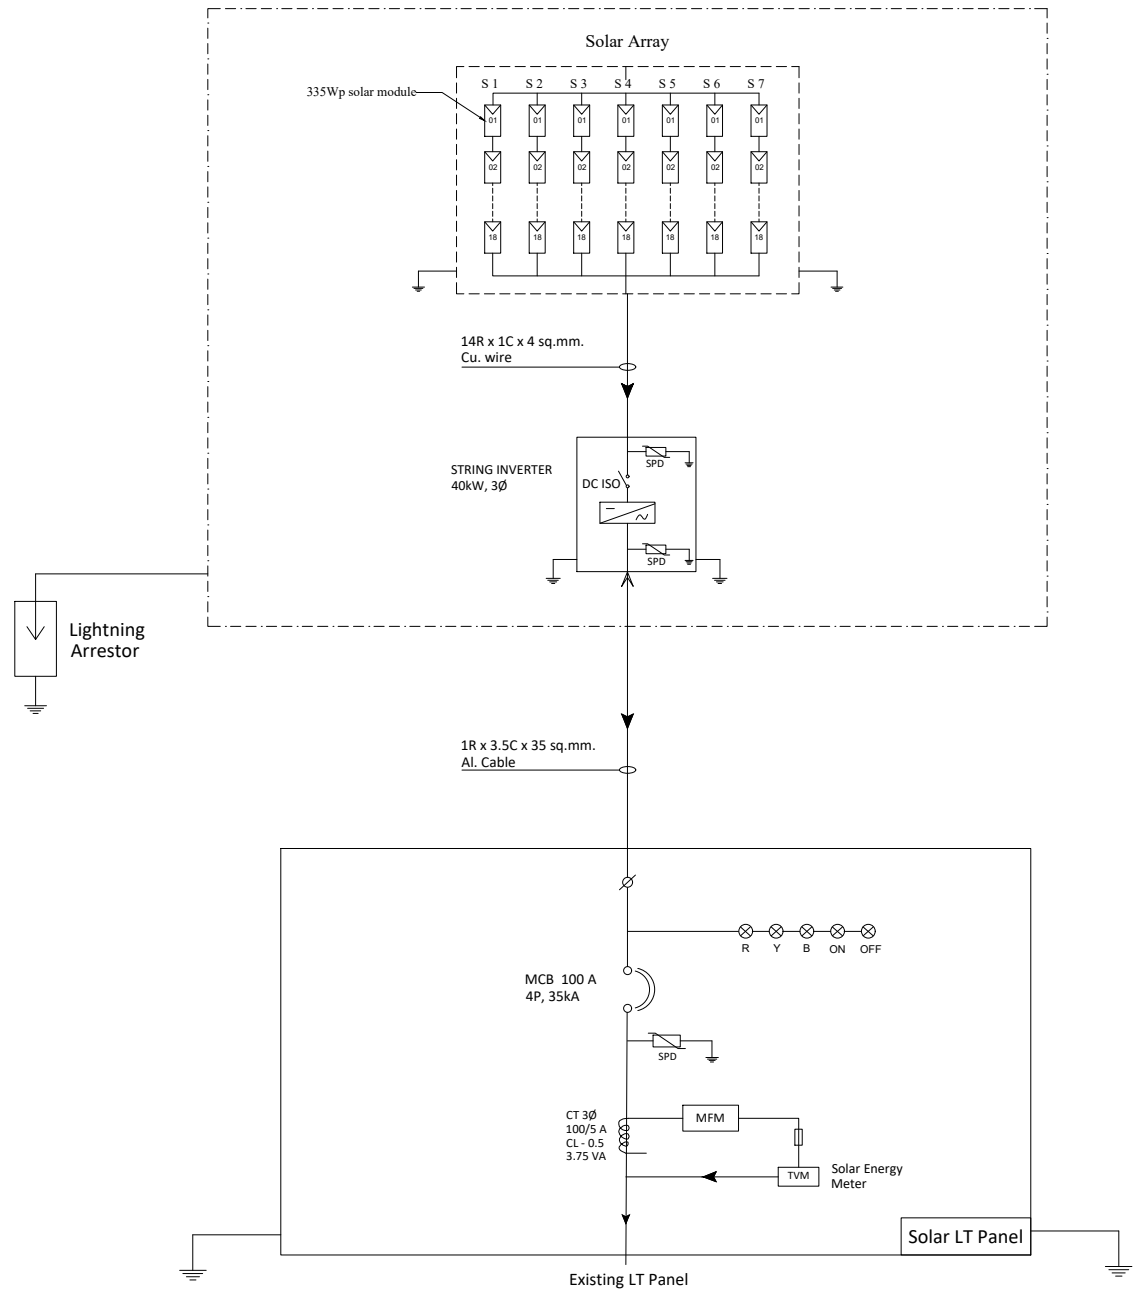 Solar Array
S 1 S 2 S 3 S 4 S 5 S 6 S 7
335Wp solar module
01 01 01 01 01 01 01
02 02 02 02 02 02 02
18 18 18 18 18 18 18
14R x 1C x 4 sq.mm.
Cu. wire
SPD
STRING INVERTER
40kW, 3Ø
DC ISO
SPD
Lightning
Arrestor
1R x 3.5C x 35 sq.mm.
Al. Cable
R Y B ON OFF
MCB 100 A
4P, 35kA
SPD
CT 3Ø
100/5 A
CL - 0.5
3.75 VA
MFM
TVM
Solar Energy
Meter
Solar LT Panel
Existing LT Panel